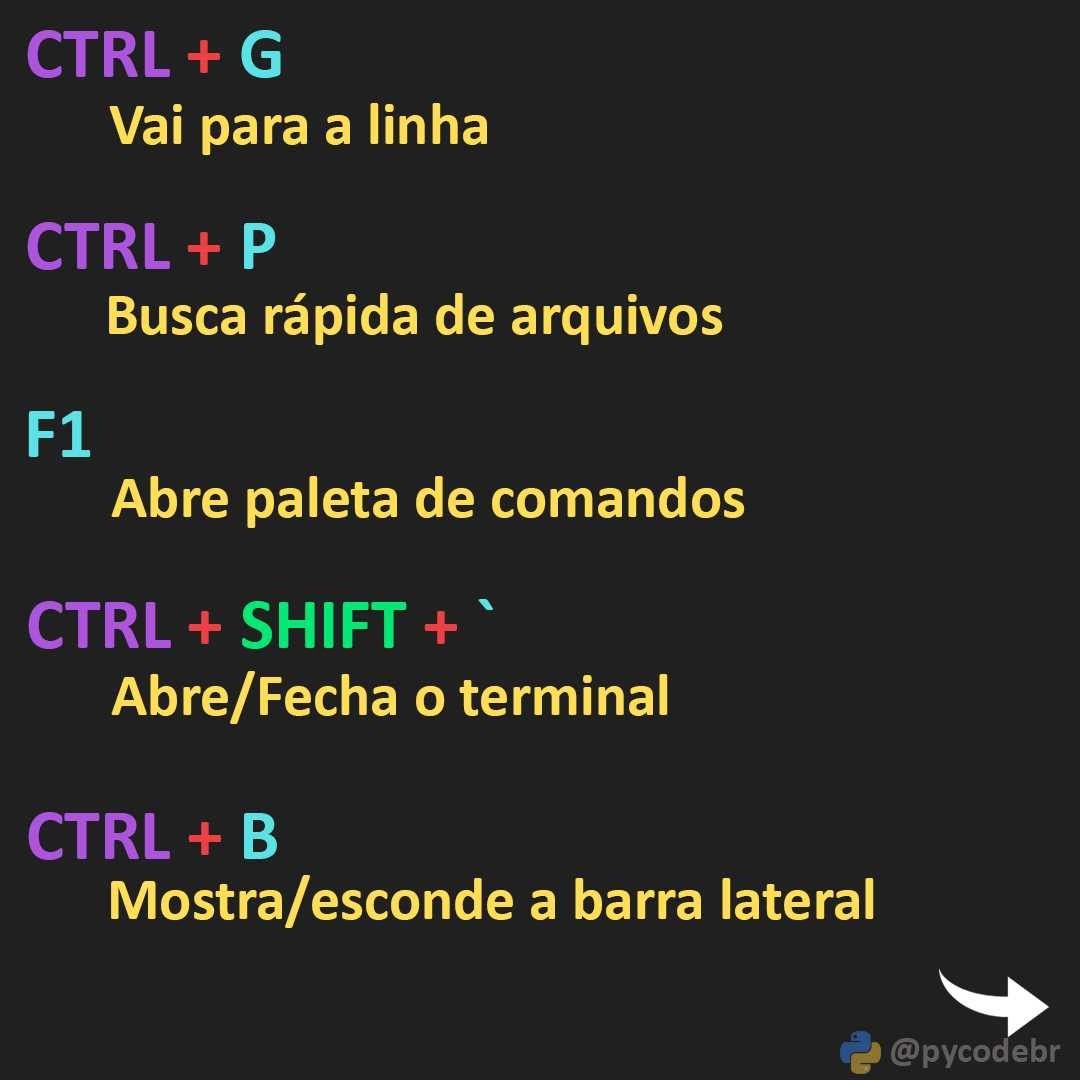 CTRL + G
Vai para a linha
CTRL + P
Busca rápida de arquivos
F1
Abre paleta de comandos
CTRL + SHIFT + `
Abre/Fecha o terminal
CTRL + B
Mostra/esconde a barra lateral
@pycodebr